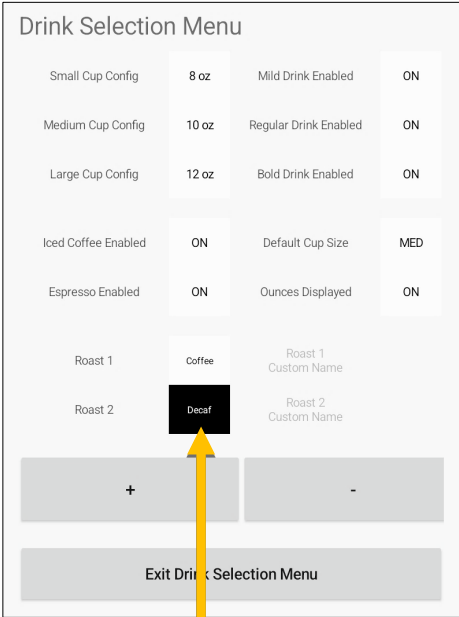 Drink Selection Menu
Small Cup Config 8 oz Mild Drink Enabled ON
Medium Cup Config 10 oz Regular Drink Enabled ON
Large Cup Config 12 oz Bold Drink Enabled ON
Iced Coffee Enabled ON Default Cup Size MED
Espresso Enabled ON Ounces Displayed ON
Roast 1 Coffee Roast 1
Custom Name
Roast 2 Decaf Roast 2
Custom Name
+ -
Exit Drink Selection Menu